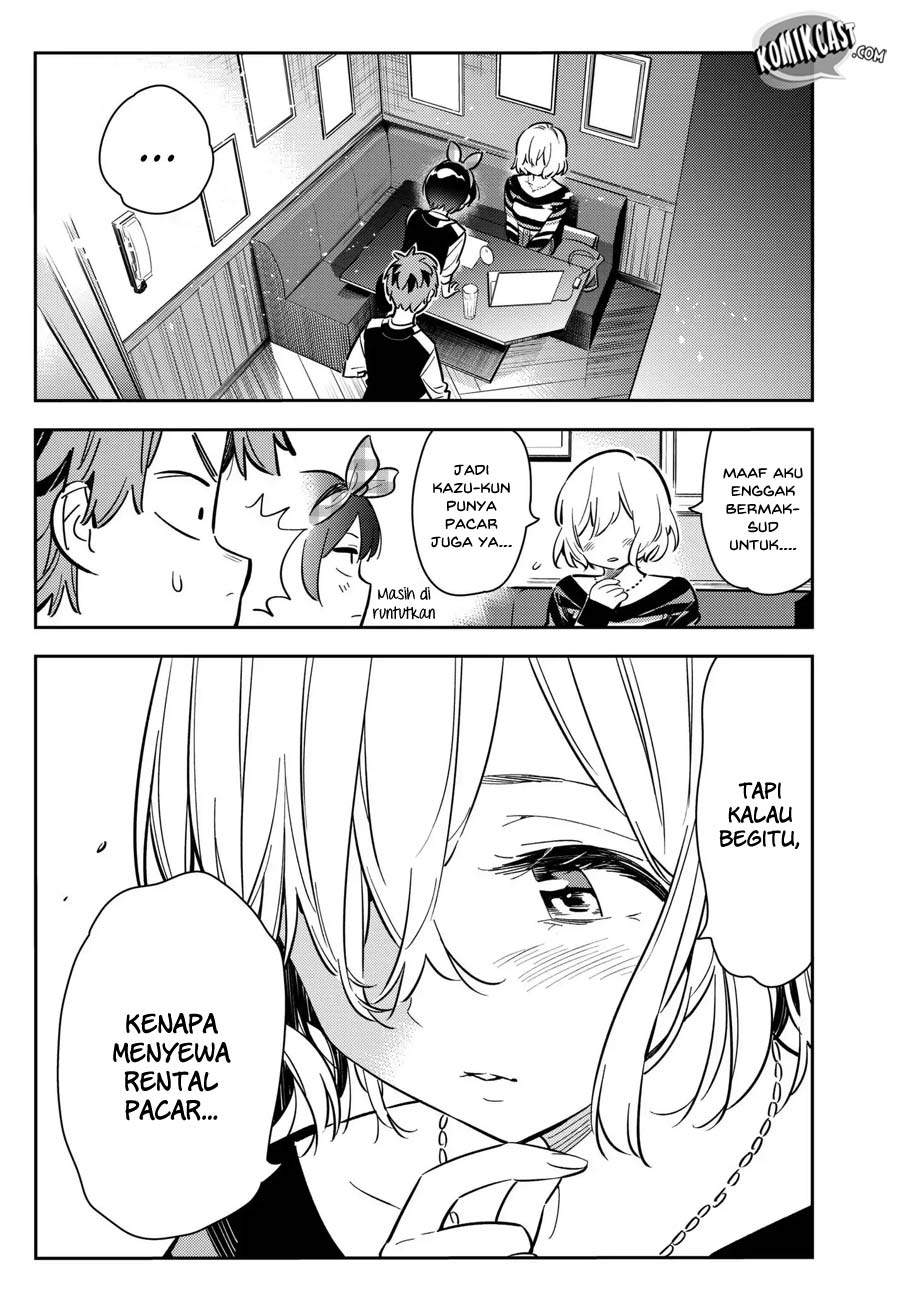 KOMIKCAST
.COM
...
MAAF AKU
ENGGAK
BERMAK-
SUD
UNTUK....
JADI
KAZU-KUN
PUNYA
PACAR
JUGA YA...
Masih di
runtutkan
TAPI
KALAU
BEGITU,
KENAPA
MENYEWA
RENTAL
PACAR...